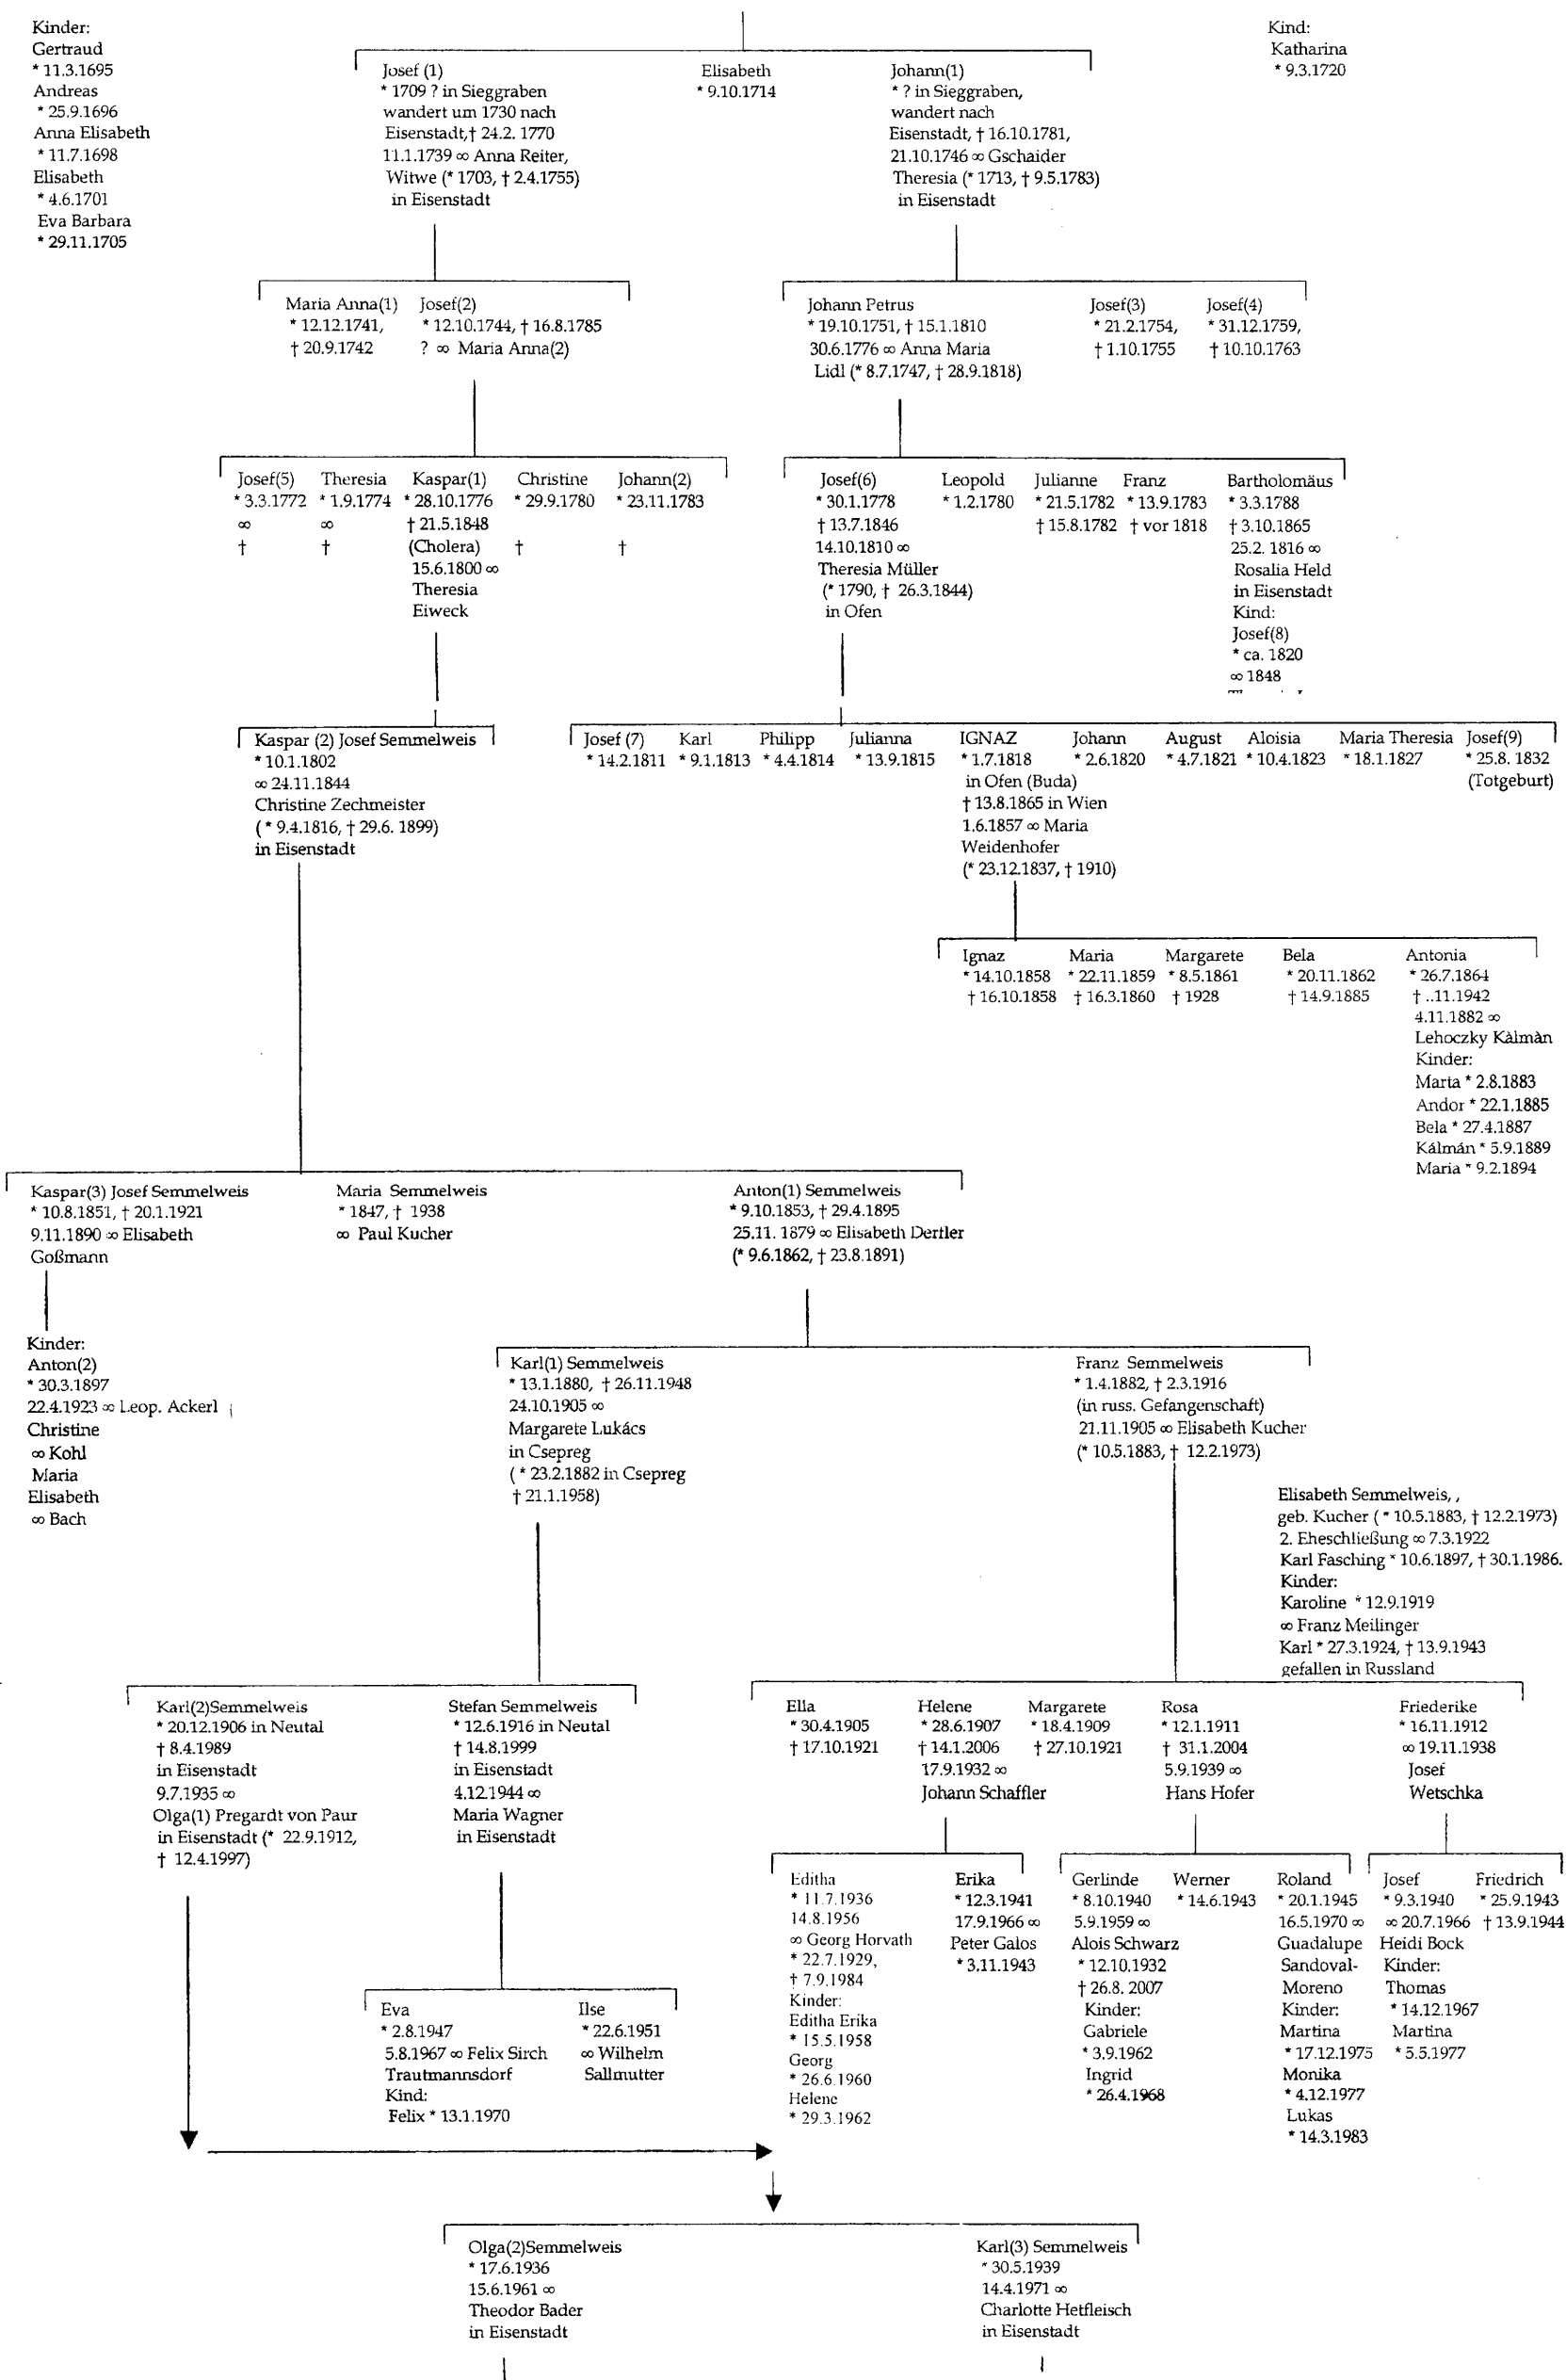 Kinder:
Gertraud
* 11.3.1695
Andreas
* 25.9.1696
Anna Elisabeth
* 11.7.1698
Elisabeth
* 4.6.1701
Eva Barbara
* 29.11.1705
Josef (1)
* 1709 ? in Sieggraben
wandert um 1730 nach
Eisenstadt,† 24.2. 1770
11.1.1739 ∞ Anna Reiter,
Witwe (* 1703, † 2.4.1755)
in Eisenstadt
Elisabeth
* 9.10.1714
Johann(1)
* ? in Sieggraben,
wandert nach
Eisenstadt, † 16.10.1781,
21.10.1746 ∞ Gschaider
Theresia (* 1713, † 9.5.1783)
in Eisenstadt
Kind:
Katharina
* 9.3.1720
Maria Anna(1)
* 12.12.1741,
† 20.9.1742
Josef(2)
* 12.10.1744, † 16.8.1785
? ∞ Maria Anna(2)
Johann Petrus
* 19.10.1751, † 15.1.1810
30.6.1776 ∞ Anna Maria
Lidl (* 8.7.1747, † 28.9.1818)
Josef(3)
* 21.2.1754,
† 1.10.1755
Josef(4)
* 31.12.1759,
† 10.10.1763
Josef(5)
* 3.3.1772
∞
†
Theresia
* 1.9.1774
∞
†
Kaspar(1)
* 28.10.1776
† 21.5.1848
(Cholera)
15.6.1800 ∞
Theresia
Eiweck
Christine
* 29.9.1780
†
Johann(2)
* 23.11.1783
†
Josef(6)
* 30.1.1778
† 13.7.1846
14.10.1810 ∞
Theresia Müller
(* 1790, † 26.3.1844)
in Ofen
Leopold
* 1.2.1780
Julianne
* 21.5.1782
† 15.8.1782
Franz
* 13.9.1783
† vor 1818
Bartholomäus
* 3.3.1788
† 3.10.1865
25.2. 1816 ∞
Rosalia Held
in Eisenstadt
Kind:
Josef(8)
* ca. 1820
∞ 1848
Kaspar (2) Josef Semmelweis
* 10.1.1802
∞ 24.11.1844
Christine Zechmeister
( * 9.4.1816, † 29.6. 1899)
in Eisenstadt
Josef (7)
* 14.2.1811
Karl
* 9.1.1813
Philipp
* 4.4.1814
Julianna
* 13.9.1815
IGNAZ
* 1.7.1818
in Ofen (Buda)
† 13.8.1865 in Wien
1.6.1857 ∞ Maria
Weidenhofer
(* 23.12.1837, † 1910)
Johann
* 2.6.1820
August
* 4.7.1821
Aloisia
* 10.4.1823
Maria Theresia
* 18.1.1827
Josef(9)
* 25.8. 1832
(Totgeburt)
Ignaz
* 14.10.1858
† 16.10.1858
Maria
* 22.11.1859
† 16.3.1860
Margarete
* 8.5.1861
† 1928
Bela
* 20.11.1862
† 14.9.1885
Antonia
* 26.7.1864
† ..11.1942
4.11.1882 ∞
Lehoczky Kàlmàn
Kinder:
Marta * 2.8.1883
Andor * 22.1.1885
Bela * 27.4.1887
Kálmán * 5.9.1889
Maria * 9.2.1894
Kaspar(3) Josef Semmelweis
* 10.8.1851, † 20.1.1921
9.11.1890 ∞ Elisabeth
Goßmann
Maria Semmelweis
* 1847, † 1938
∞ Paul Kucher
Anton(1) Semmelweis
* 9.10.1853, † 29.4.1895
25.11. 1879 ∞ Elisabeth Dertler
(* 9.6.1862, † 23.8.1891)
Kinder:
Anton(2)
* 30.3.1897
22.4.1923 ∞ Leop. Ackerl
Christine
∞ Kohl
Maria
Elisabeth
∞ Bach
Karl(1) Semmelweis
* 13.1.1880, † 26.11.1948
24.10.1905 ∞
Margarete Lukács
in Csepreg
( * 23.2.1882 in Csepreg
† 21.1.1958)
Franz Semmelweis
* 1.4.1882, † 2.3.1916
(in russ. Gefangenschaft)
21.11.1905 ∞ Elisabeth Kucher
(* 10.5.1883, † 12.2.1973)
Elisabeth Semmelweis, ,
geb. Kucher ( * 10.5.1883, † 12.2.1973)
2. Eheschließung ∞ 7.3.1922
Karl Fasching * 10.6.1897, † 30.1.1986.
Kinder:
Karoline * 12.9.1919
∞ Franz Meilinger
Karl * 27.3.1924, † 13.9.1943
gefallen in Russland
Karl(2)Semmelweis
* 20.12.1906 in Neutal
† 8.4.1989
in Eisenstadt
9.7.1935 ∞
Olga(1) Pregardt von Paur
in Eisenstadt (* 22.9.1912,
† 12.4.1997)
Stefan Semmelweis
* 12.6.1916 in Neutal
† 14.8.1999
in Eisenstadt
4.12.1944 ∞
Maria Wagner
in Eisenstadt
Ella
* 30.4.1905
† 17.10.1921
Helene
* 28.6.1907
† 14.1.2006
17.9.1932 ∞
Johann Schaffler
Margarete
* 18.4.1909
† 27.10.1921
Rosa
* 12.1.1911
† 31.1.2004
5.9.1939 ∞
Hans Hofer
Friederike
* 16.11.1912
∞ 19.11.1938
Josef
Wetschka
Editha
* 11.7.1936
14.8.1956
∞ Georg Horvath
* 22.7.1929,
† 7.9.1984
Kinder:
Editha Erika
* 15.5.1958
Georg
* 26.6.1960
Helene
* 29.3.1962
Erika
* 12.3.1941
17.9.1966 ∞
Peter Galos
* 3.11.1943
Gerlinde
* 8.10.1940
5.9.1959 ∞
Alois Schwarz
* 12.10.1932
† 26.8. 2007
Kinder:
Gabriele
* 3.9.1962
Ingrid
* 26.4.1968
Werner
* 14.6.1943
Roland
* 20.1.1945
16.5.1970 ∞
Guadalupe
Sandoval-
Moreno
Kinder:
Martina
* 17.12.1975
Monika
* 4.12.1977
Lukas
* 14.3.1983
Josef
* 9.3.1940
∞ 20.7.1966
Heidi Bock
Kinder:
Thomas
* 14.12.1967
Martina
* 5.5.1977
Friedrich
* 25.9.1943
† 13.9.1944
Eva
* 2.8.1947
5.8.1967 ∞ Felix Sirch
Trautmannsdorf
Kind:
Felix * 13.1.1970
Ilse
* 22.6.1951
∞ Wilhelm
Sallmutter
Olga(2)Semmelweis
* 17.6.1936
15.6.1961 ∞
Theodor Bader
in Eisenstadt
Karl(3) Semmelweis
* 30.5.1939
14.4.1971 ∞
Charlotte Hetfleisch
in Eisenstadt